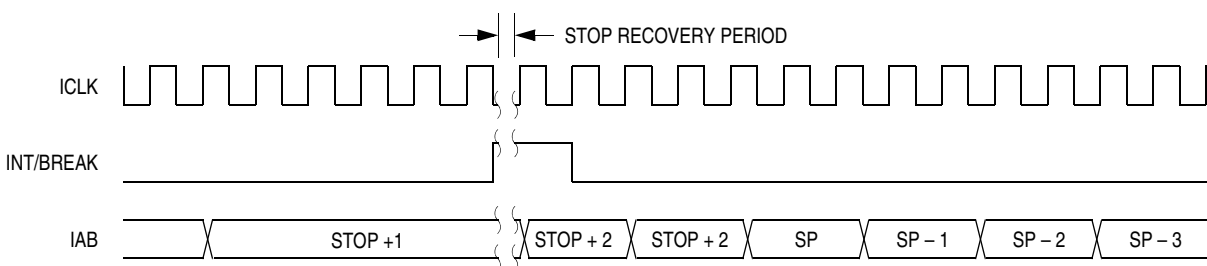 STOP RECOVERY PERIOD
ICLK
INT/BREAK
IAB STOP +1 STOP + 2 STOP + 2 SP SP – 1 SP – 2 SP – 3